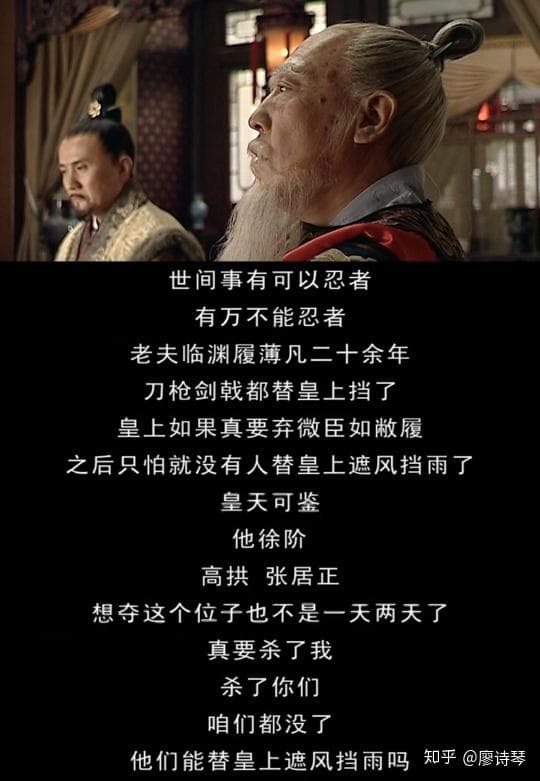 世间事有可以忍者
有万不能忍者
老夫临渊履薄凡二十余年
刀枪剑戟都替皇上挡了
皇上如果真要弃微臣如敝履
之后只怕就没有人替皇上遮风挡雨了
皇天可鉴
他徐阶
高拱 张居正
想夺这个位子也不是一天两天了
真要杀了我
杀了你们
咱们都没了
他们能替皇上遮风挡雨吗
知乎 @廖诗琴